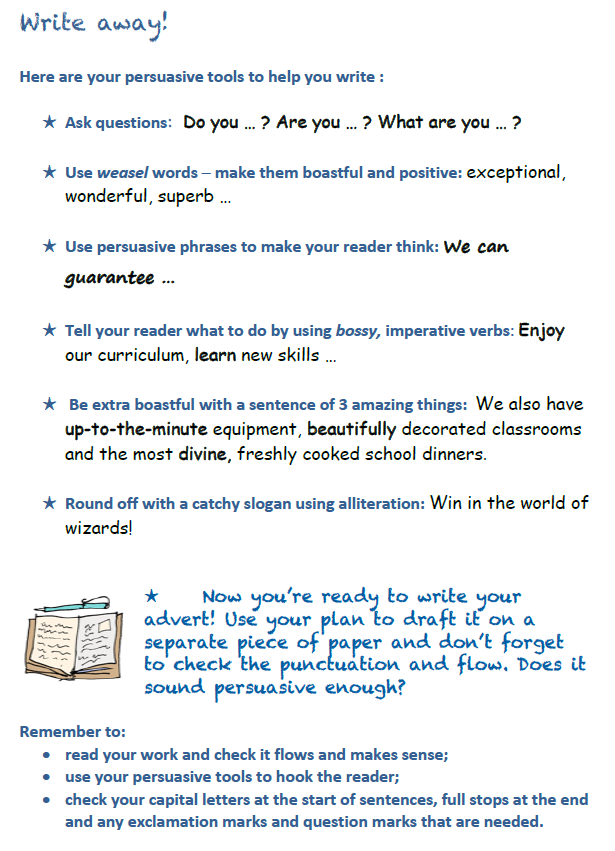 Write away!
Here are your persuasive tools to help you write :
★ Ask questions: Do you … ? Are you … ? What are you … ?
★ Use weasel words – make them boastful and positive: exceptional,
wonderful, superb …
★ Use persuasive phrases to make your reader think: We can
guarantee …
★ Tell your reader what to do by using bossy, imperative verbs: Enjoy
our curriculum, learn new skills …
★ Be extra boastful with a sentence of 3 amazing things: We also have
up-to-the-minute equipment, beautifully decorated classrooms
and the most divine, freshly cooked school dinners.
★ Round off with a catchy slogan using alliteration: Win in the world of
wizards!
★ Now you’re ready to write your
advert! Use your plan to draft it on a
separate piece of paper and don’t forget
to check the punctuation and flow. Does it
sound persuasive enough?
Remember to:
• read your work and check it flows and makes sense;
• use your persuasive tools to hook the reader;
• check your capital letters at the start of sentences, full stops at the end
and any exclamation marks and question marks that are needed.